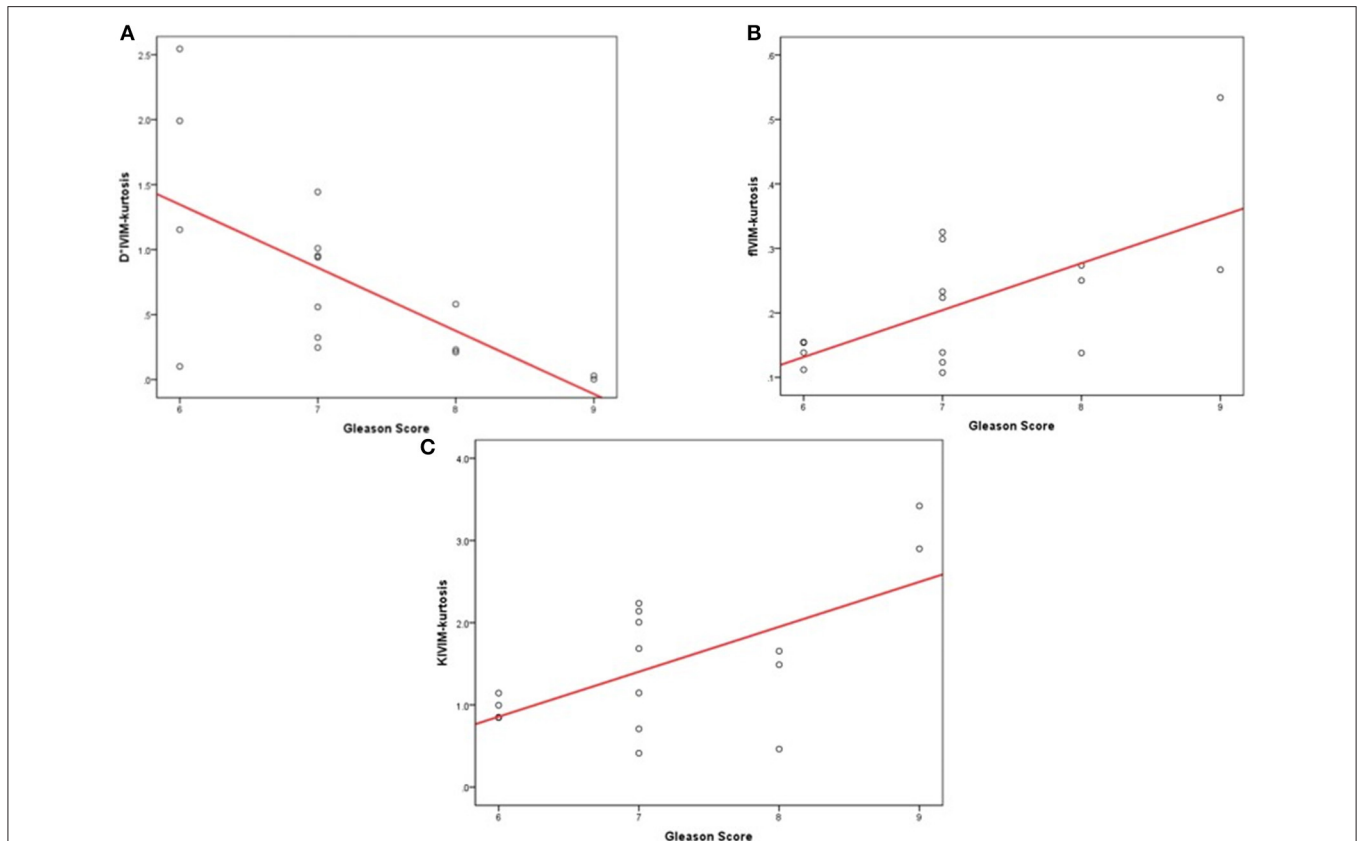 A
2.5
2.0
1.5
1.0
.5
.0
D*IVIM-kurtosis
6 7 8 9
Gleason Score
B
.6
.5
.4
.3
.2
.1
fIVIM-kurtosis
6 7 8 9
Gleason Score
C
4.0
3.0
2.0
1.0
.0
KIVIM-kurtosis
6 7 8 9
Gleason Score